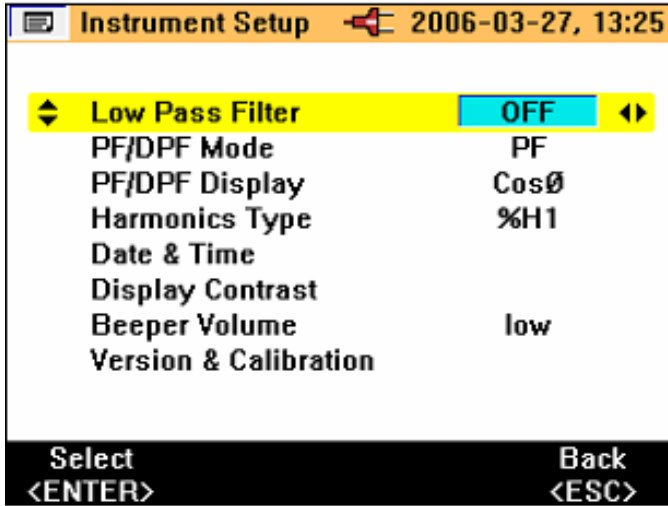 Instrument Setup 2006-03-27, 13:25
Low Pass Filter OFF
PF/DPF Mode PF
PF/DPF Display CosØ
Harmonics Type %H1
Date & Time
Display Contrast
Beeper Volume low
Version & Calibration
Select Back
<ENTER> <ESC>